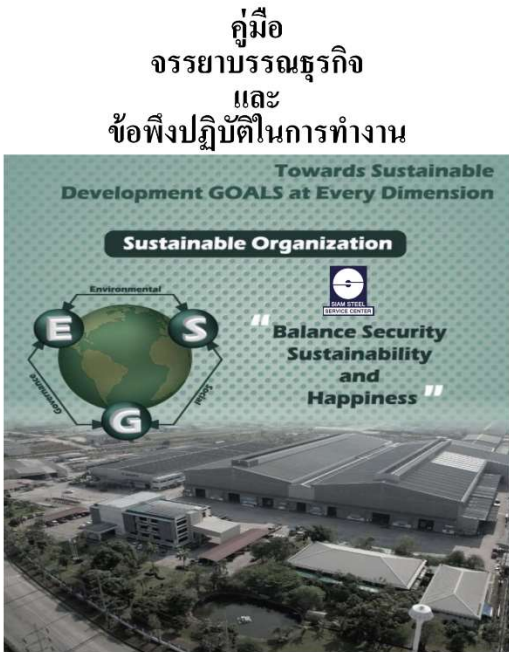 คู่มือ
จรรยาบรรณธุรกิจ
และ
ข้อพึงปฏิบัติในการทำงาน
Towards Sustainable
Development GOALS at Every Dimension
Sustainable Organization
Environmental
E
S
G
Governance
Social
SIAM STEEL
SERVICE CENTER
"Balance Security
Sustainability
and
Happiness"